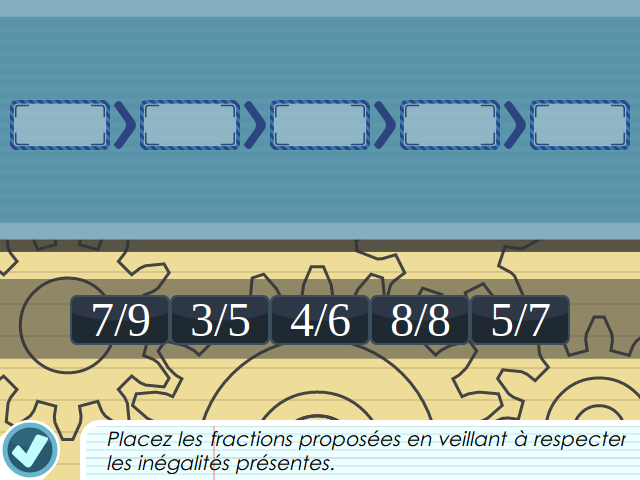 7/9 3/5 4/6 8/8 5/7
Placez les fractions proposées en veillant à respecter
les inégalités présentes.